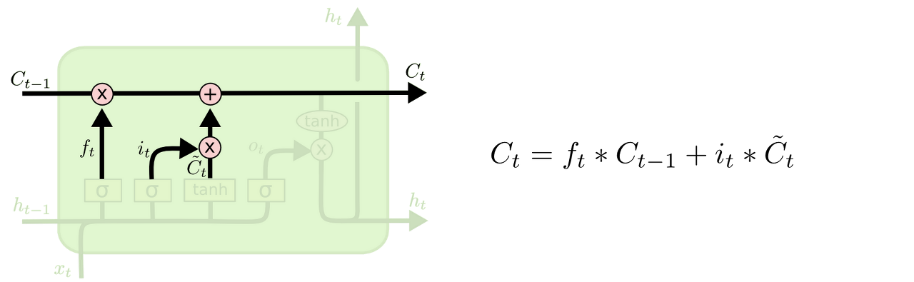 h_t
C_{t-1} x + C_t
tanh
f_t i_t x o_t x
C̃_t
σ σ tanh σ
h_{t-1} h_t
x_t
C_t = f_t * C_{t-1} + i_t * C̃_t